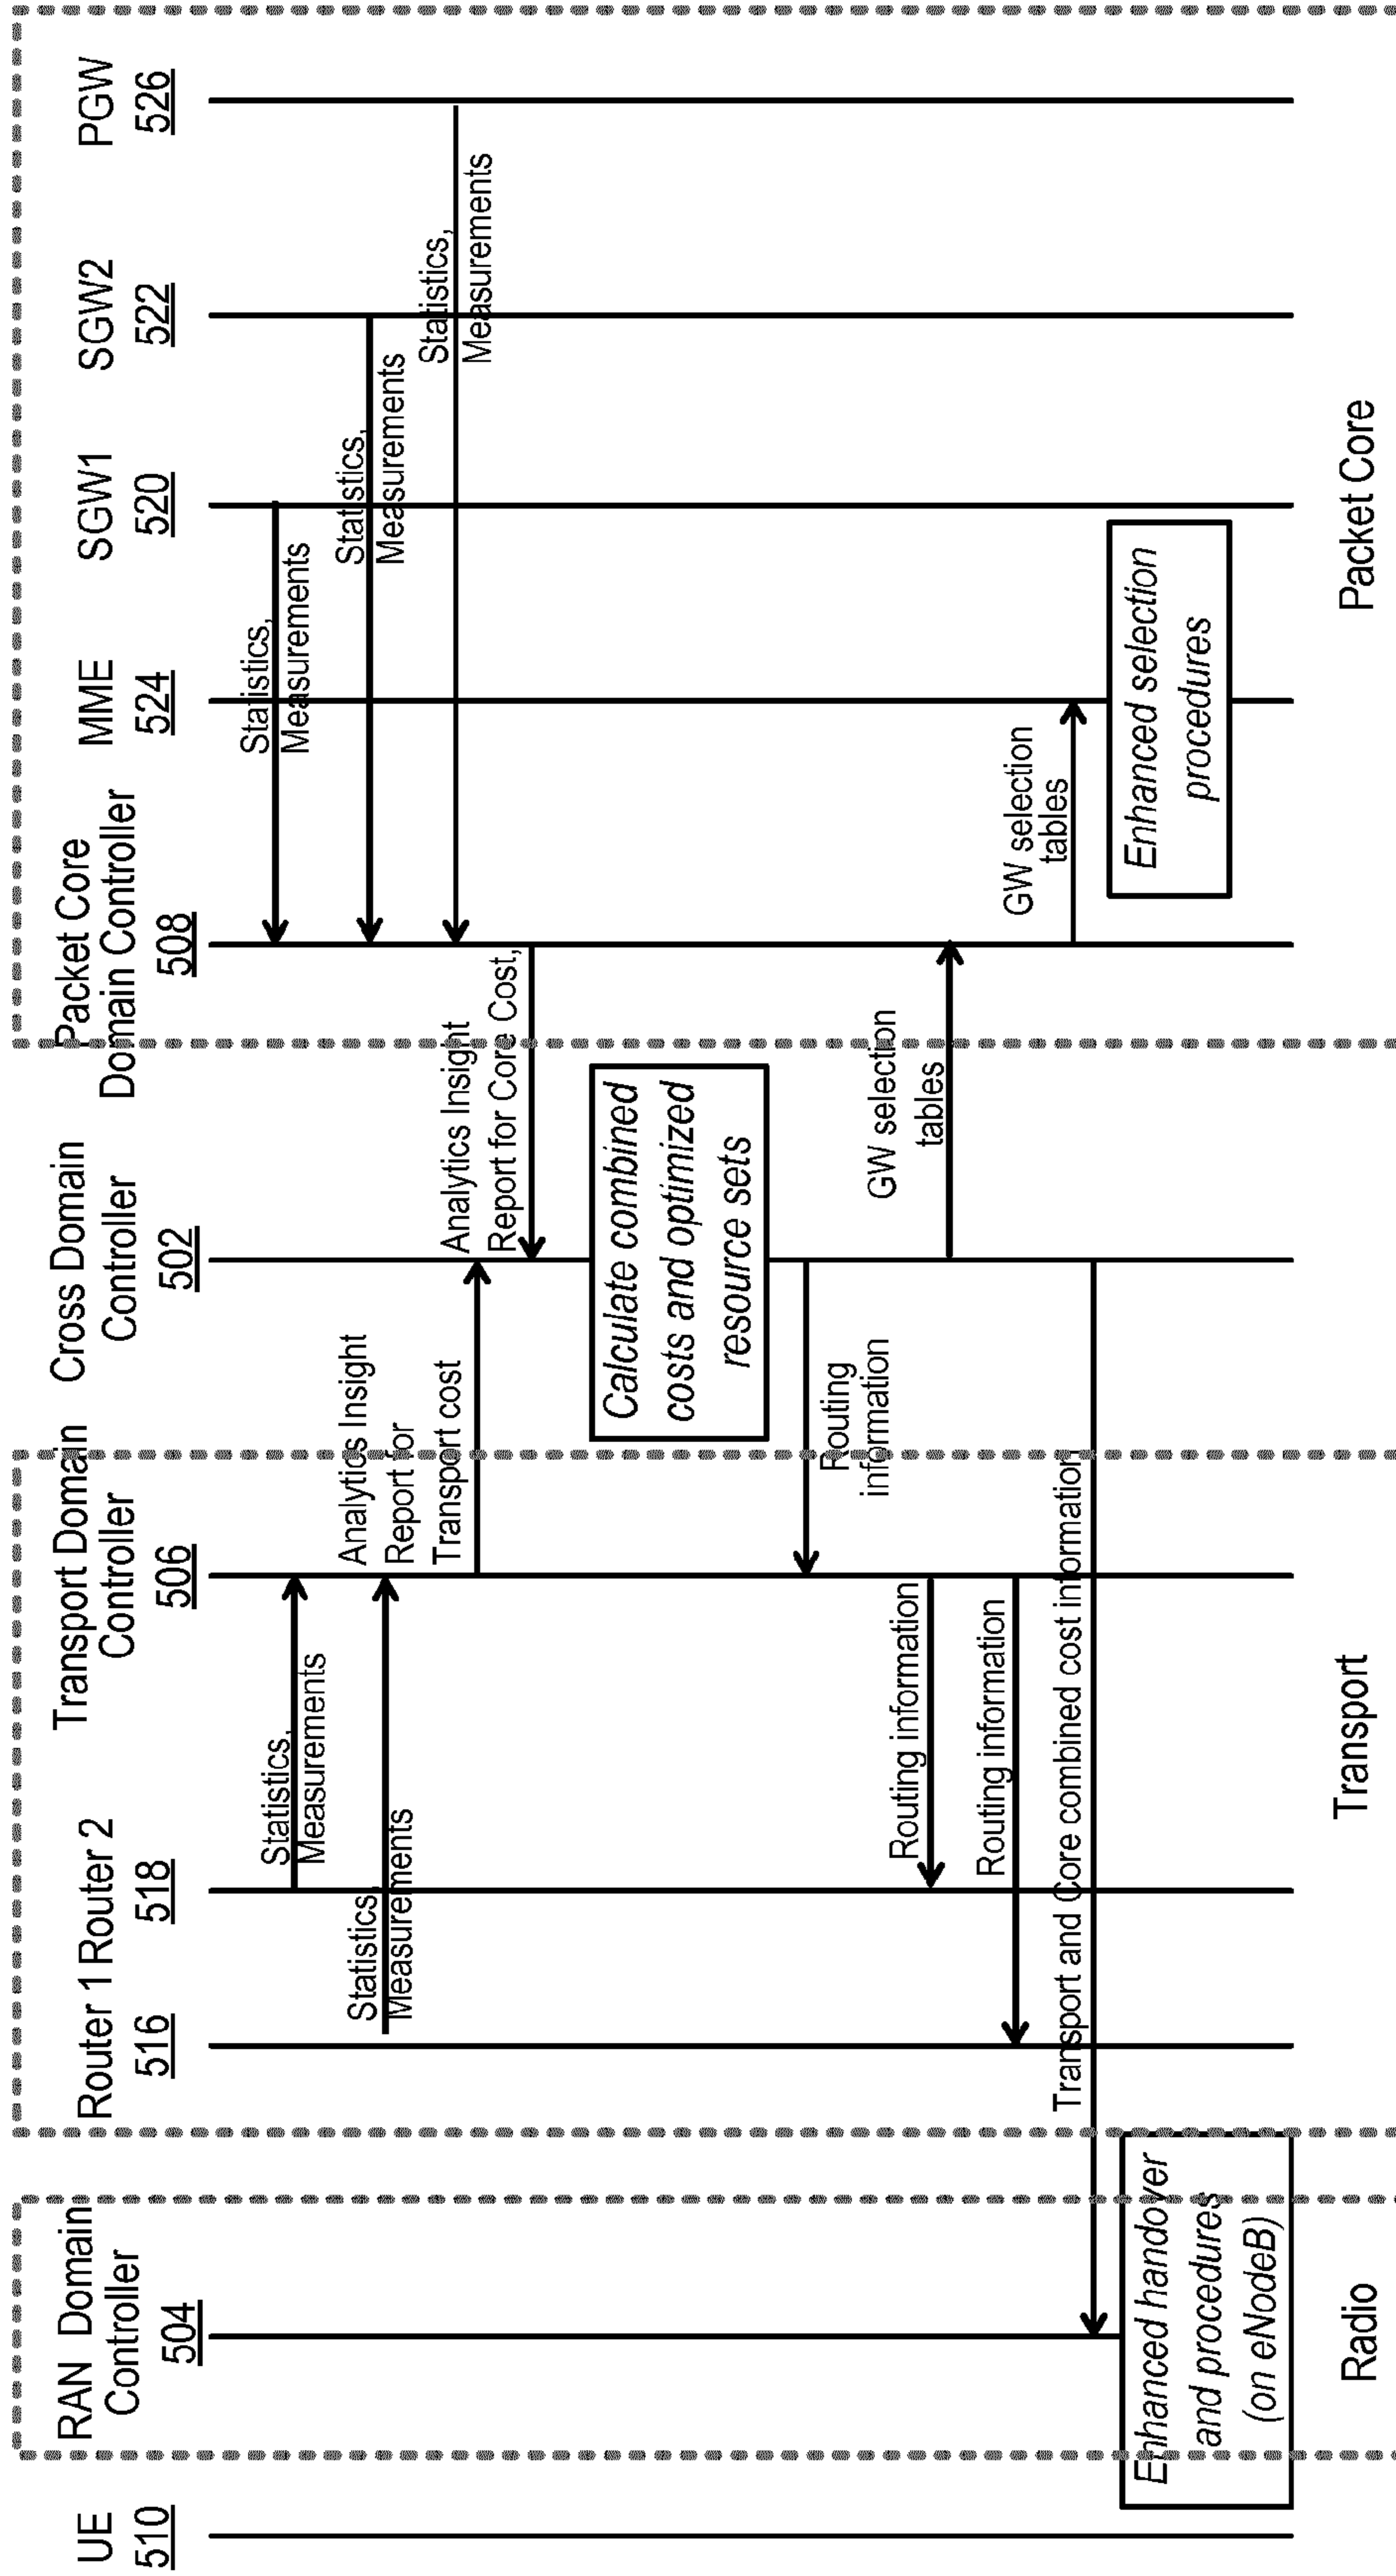 UE
510
RAN Domain
Controller
504
Router 1
516
Router 2
518
Transport Domain
Controller
506
Cross Domain
Controller
502
Packet Core
Domain Controller
508
MME
524
SGW1
520
SGW2
522
PGW
526
Statistics,
Measurements
Statistics,
Measurements
Statistics,
Measurements
Statistics,
Measurements
Statistics,
Measurements
Analytics Insight
Report for
Transport cost
Analytics Insight
Report for Core Cost,
Calculate combined
costs and optimized
resource sets
Routing
information
Routing information
GW selection
tables
Routing information
GW selection
tables
Transport and Core combined cost information
Enhanced handover
and procedures
(on eNodeB)
Enhanced selection
procedures
Radio
Transport
Packet Core